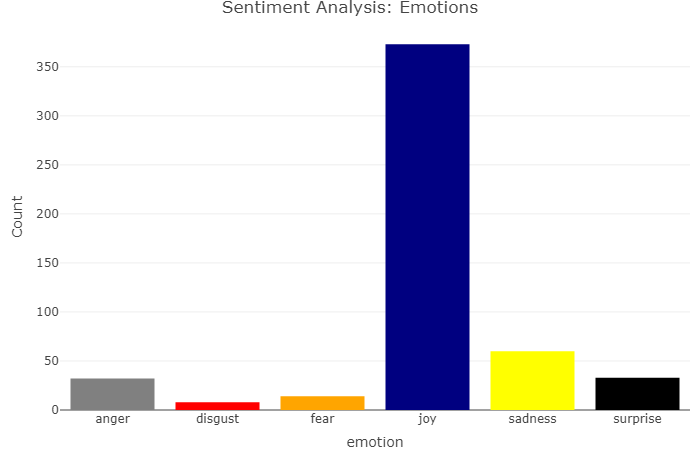 Sentiment Analysis: Emotions
350
300
250
200
150
100
50
0
Count
anger disgust fear joy sadness surprise
emotion